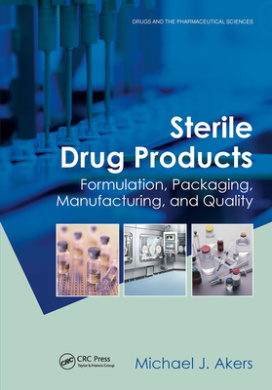 DRUGS AND THE PHARMACEUTICAL SCIENCES
Sterile
Drug Products
Formulation, Packaging,
Manufacturing, and Quality
CRC Press
Taylor & Francis Group
Michael J. Akers